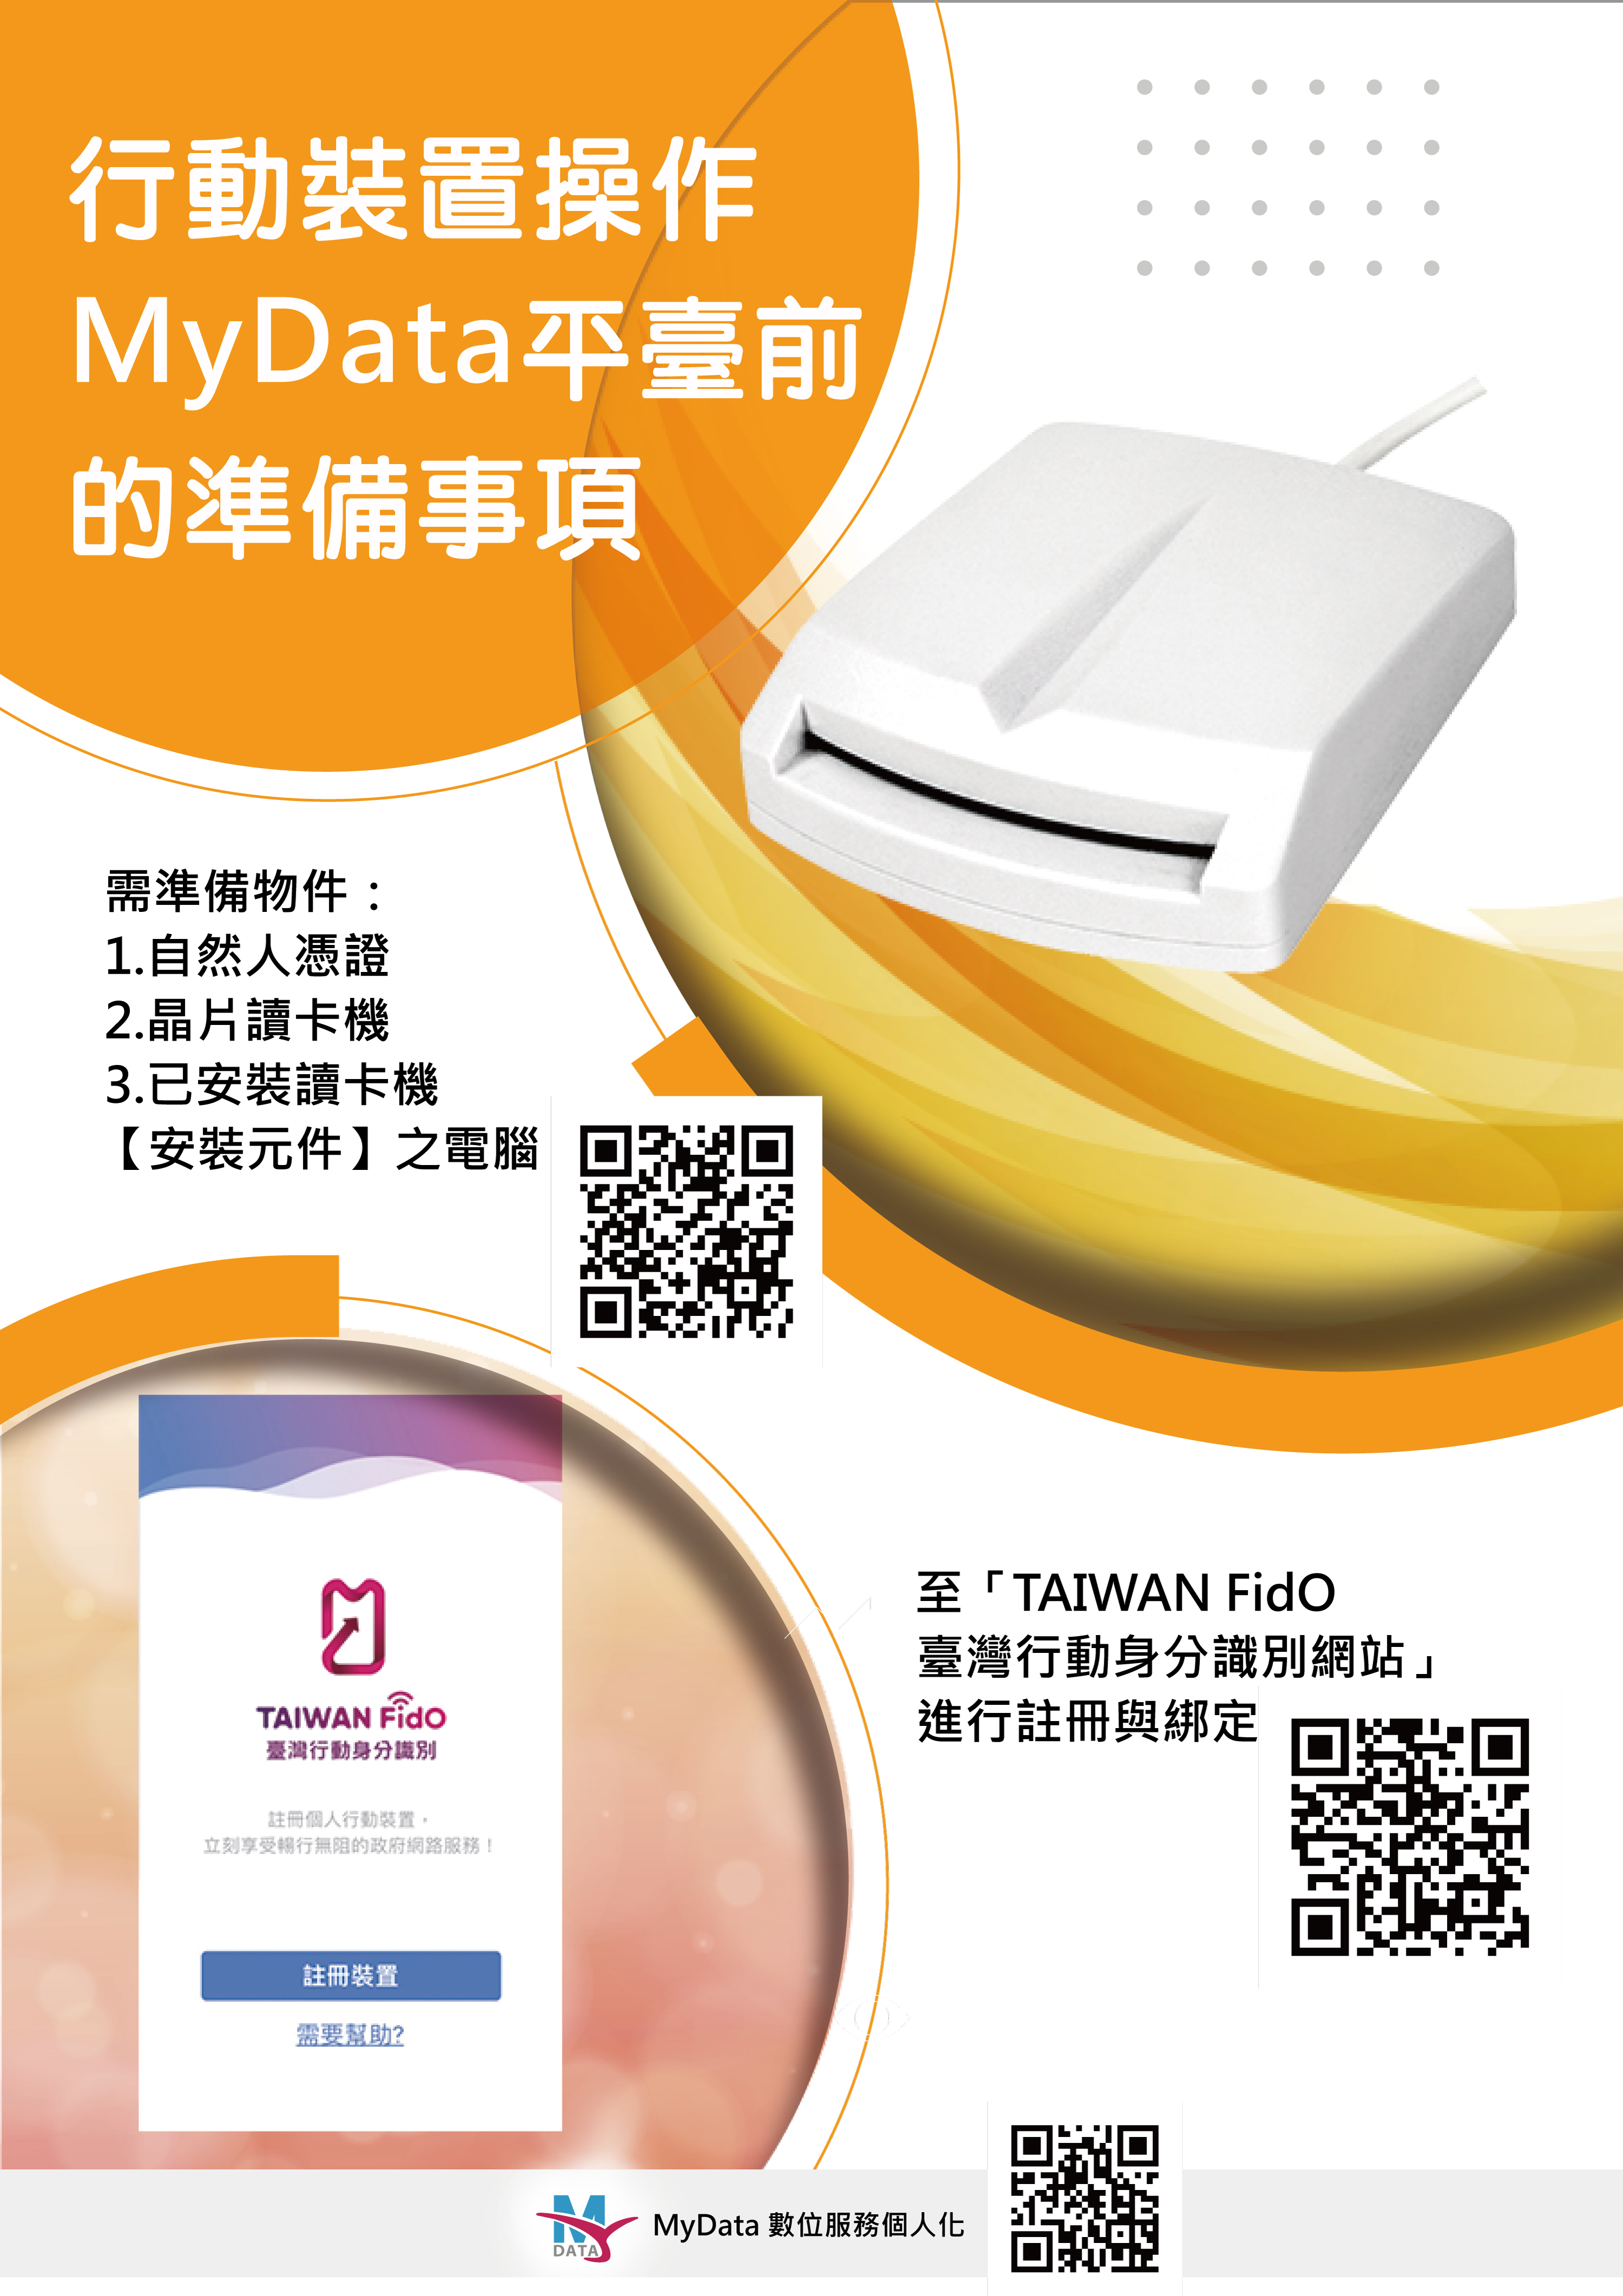 行動裝置操作
MyData平臺前
的準備事項
需準備物件：
1.自然人憑證
2.晶片讀卡機
3.已安裝讀卡機
【安裝元件】之電腦
TAIWAN FidO
臺灣行動身分識別
註冊個人行動裝置，
立刻享受暢行無阻的政府網路服務！
註冊裝置
需要幫助?
至「TAIWAN FidO
臺灣行動身分識別網站」
進行註冊與綁定
M
DATA
MyData 數位服務個人化